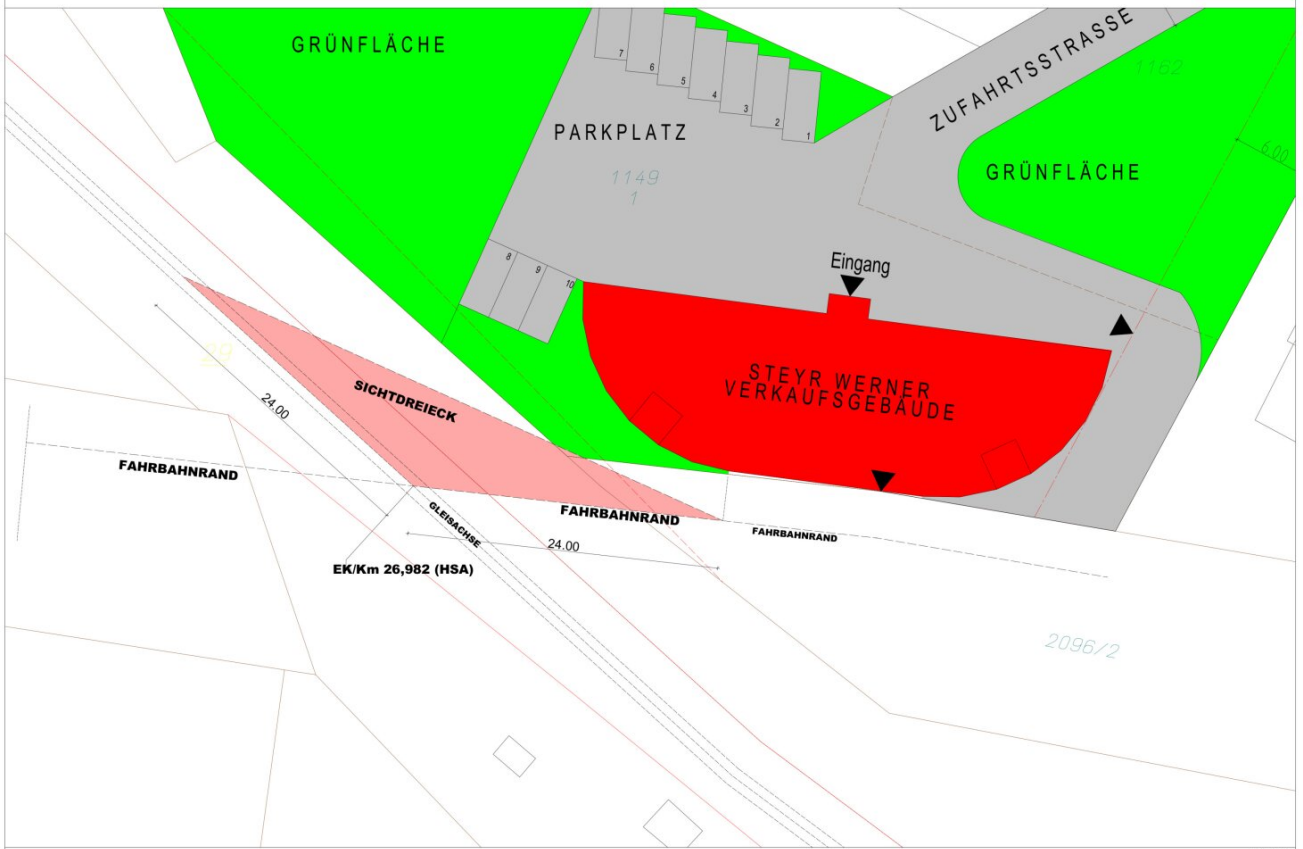 GRÜNFLÄCHE
ZUFAHRTSSTRASSE
1162
7
6
5
4
3
2
1
PARKPLATZ
6.00
GRÜNFLÄCHE
1149
1
8
9
10
Eingang
29
SICHTDREIECK
STEYR WERNER
VERKAUFSGEBÄUDE
24.00
FAHRBAHNRAND
GLEISACHSE
FAHRBAHNRAND
FAHRBAHNRAND
24.00
EK/Km 26,982 (HSA)
2096/2